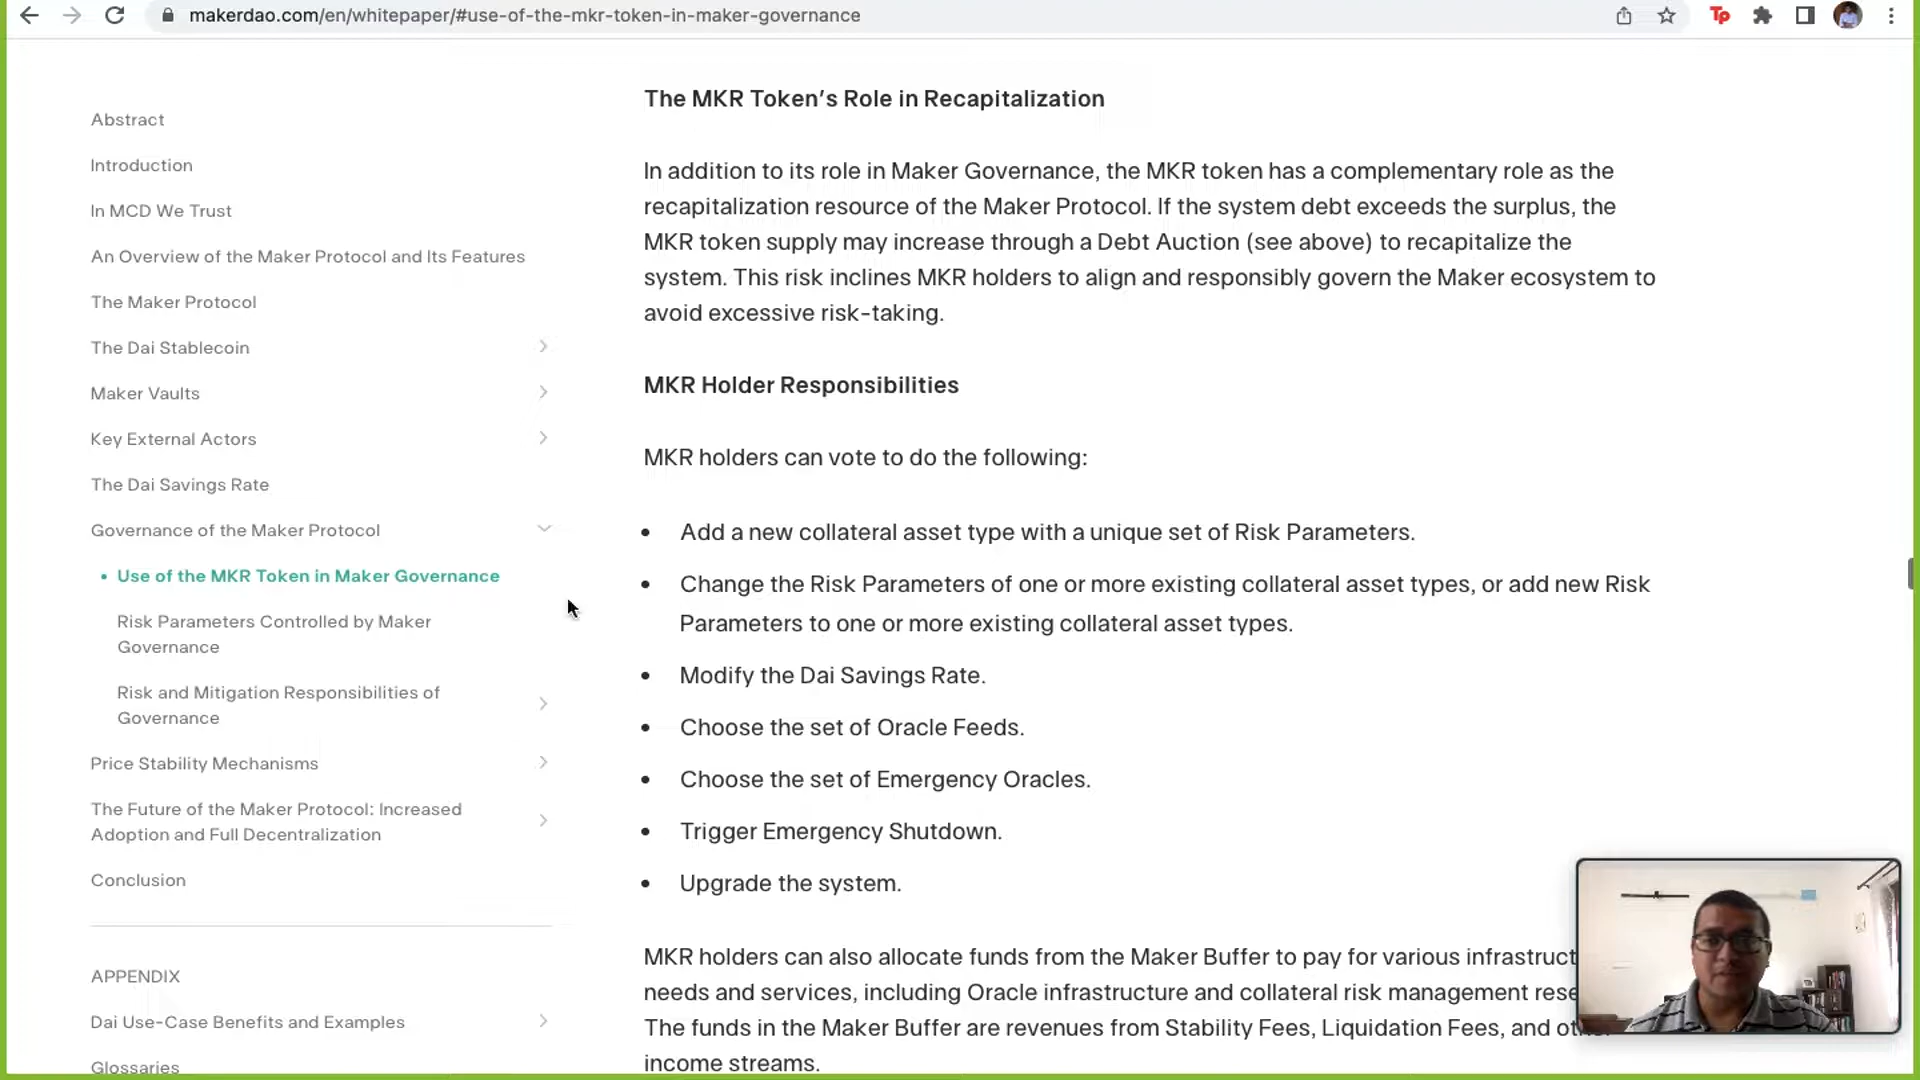 makerdao.com/en/whitepaper/#use-of-the-mkr-token-in-maker-governance
Tp
Abstract
Introduction
In MCD We Trust
An Overview of the Maker Protocol and Its Features
The Maker Protocol
The Dai Stablecoin
Maker Vaults
Key External Actors
The Dai Savings Rate
Governance of the Maker Protocol
• Use of the MKR Token in Maker Governance
Risk Parameters Controlled by Maker
Governance
Risk and Mitigation Responsibilities of
Governance
Price Stability Mechanisms
The Future of the Maker Protocol: Increased
Adoption and Full Decentralization
Conclusion
APPENDIX
Dai Use-Case Benefits and Examples
Glossaries
The MKR Token’s Role in Recapitalization
In addition to its role in Maker Governance, the MKR token has a complementary role as the
recapitalization resource of the Maker Protocol. If the system debt exceeds the surplus, the
MKR token supply may increase through a Debt Auction (see above) to recapitalize the
system. This risk inclines MKR holders to align and responsibly govern the Maker ecosystem to
avoid excessive risk-taking.
MKR Holder Responsibilities
MKR holders can vote to do the following:
• Add a new collateral asset type with a unique set of Risk Parameters.
• Change the Risk Parameters of one or more existing collateral asset types, or add new Risk
Parameters to one or more existing collateral asset types.
• Modify the Dai Savings Rate.
• Choose the set of Oracle Feeds.
• Choose the set of Emergency Oracles.
• Trigger Emergency Shutdown.
• Upgrade the system.
MKR holders can also allocate funds from the Maker Buffer to pay for various
needs and services, including Oracle infrastructure and collateral risk management
The funds in the Maker Buffer are revenues from Stability Fees, Liquidation Fees, and
income streams.